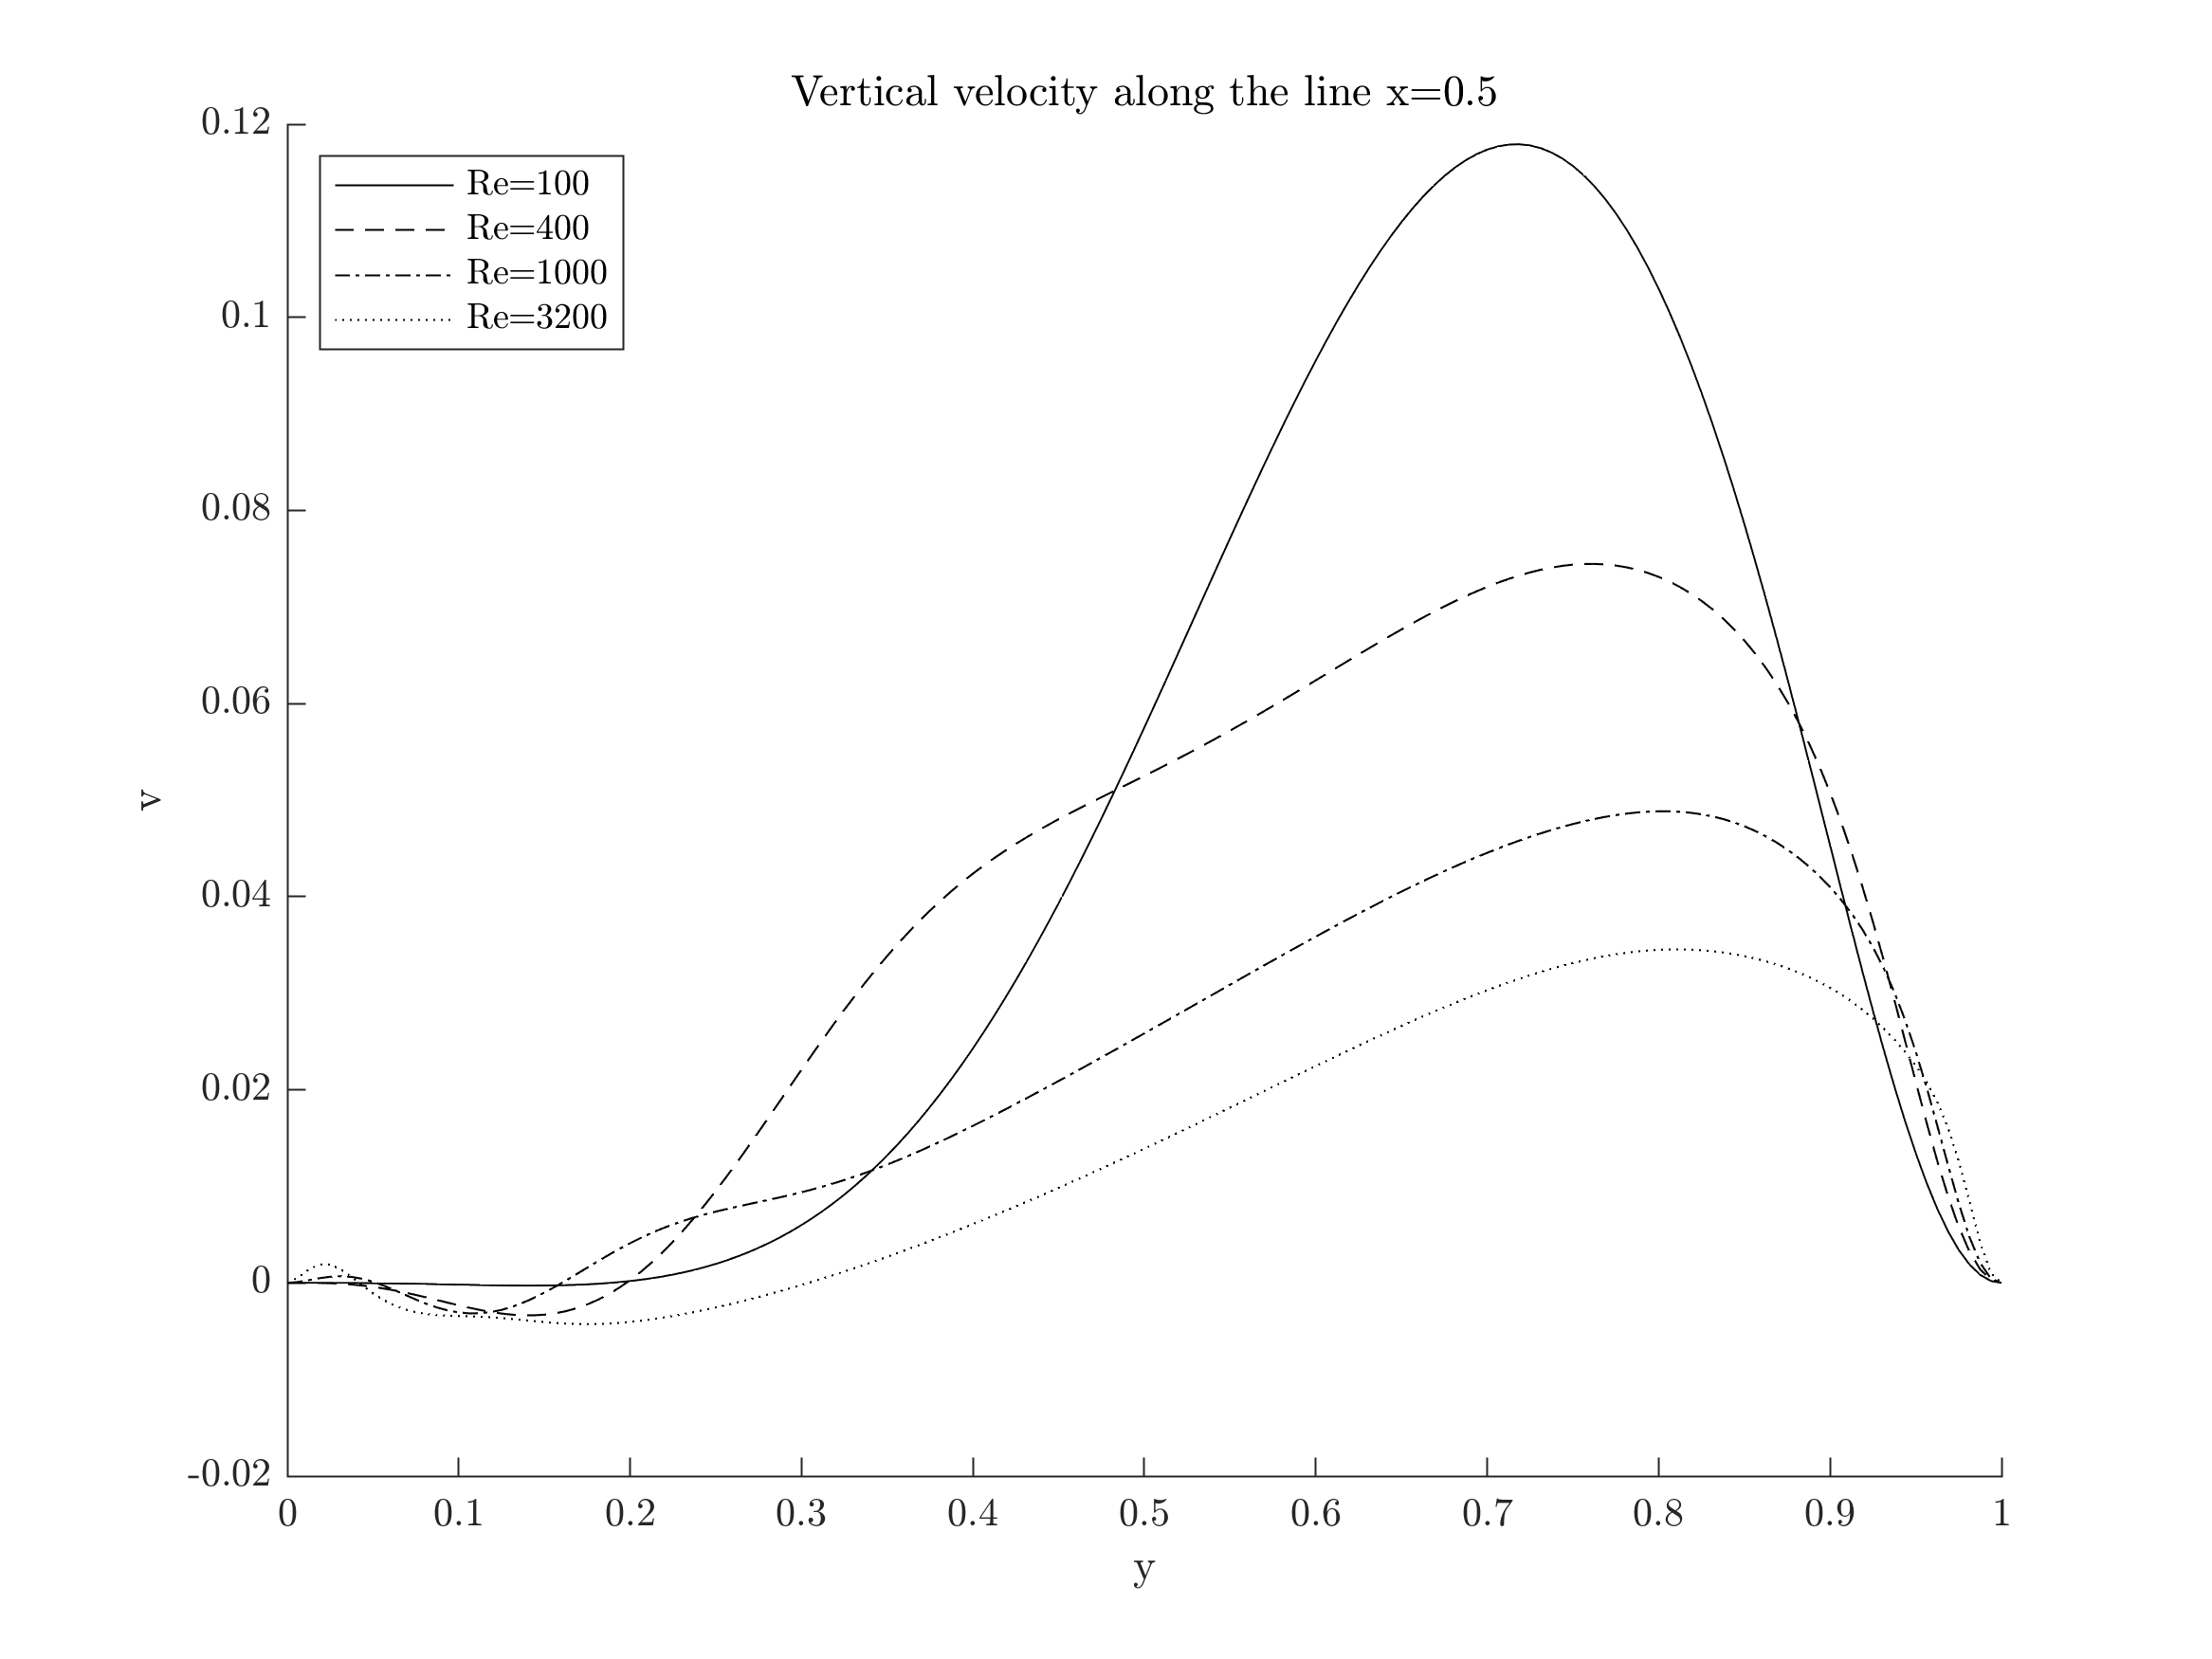 Vertical velocity along the line x=0.5
0.12
0.1
0.08
0.06
0.04
0.02
0
-0.02
v
Re=100
Re=400
Re=1000
Re=3200
0 0.1 0.2 0.3 0.4 0.5 0.6 0.7 0.8 0.9 1
y